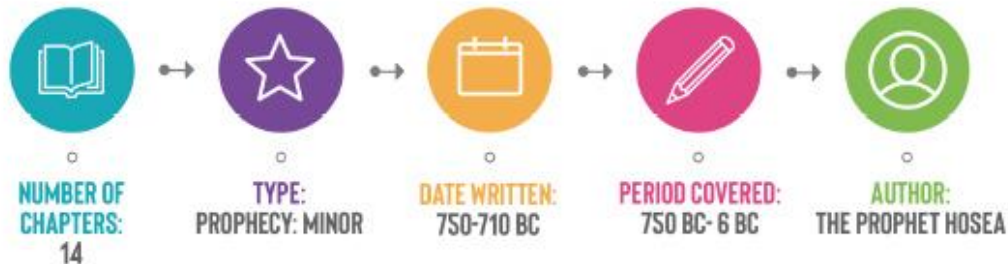 NUMBER OF
CHAPTERS:
14
TYPE:
PROPHECY: MINOR
DATE WRITTEN:
750-710 BC
PERIOD COVERED:
750 BC- 6 BC
AUTHOR:
THE PROPHET HOSEA